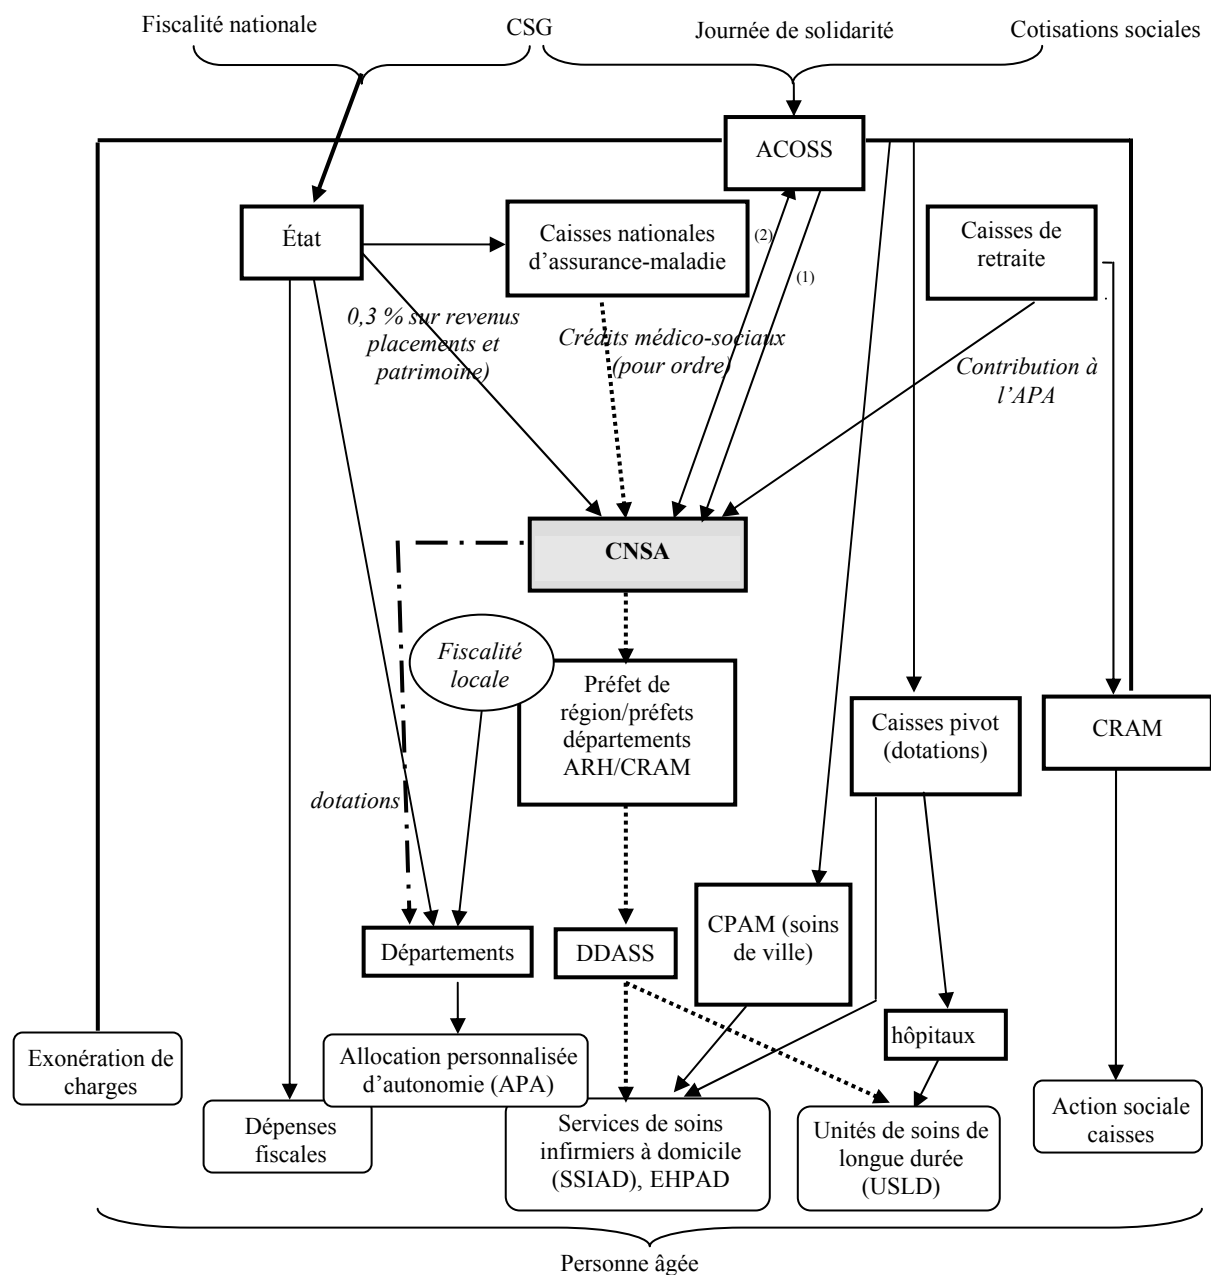 Fiscalité nationale
CSG
Journée de solidarité
Cotisations sociales
ACOSS
État
Caisses nationales
d’assurance-maladie
(2)
(1)
Caisses de
retraite
0,3 % sur revenus
placements et
patrimoine)
Crédits médico-sociaux
(pour ordre)
Contribution à
l’APA
CNSA
Fiscalité
locale
Préfet de
région/préfets
départements
ARH/CRAM
Caisses pivot
(dotations)
CRAM
dotations
Départements
DDASS
CPAM (soins
de ville)
hôpitaux
Exonération de
charges
Allocation personnalisée
d’autonomie (APA)
Dépenses
fiscales
Services de soins
infirmiers à domicile
(SSIAD), EHPAD
Unités de soins de
longue durée
(USLD)
Action sociale
caisses
Personne âgée